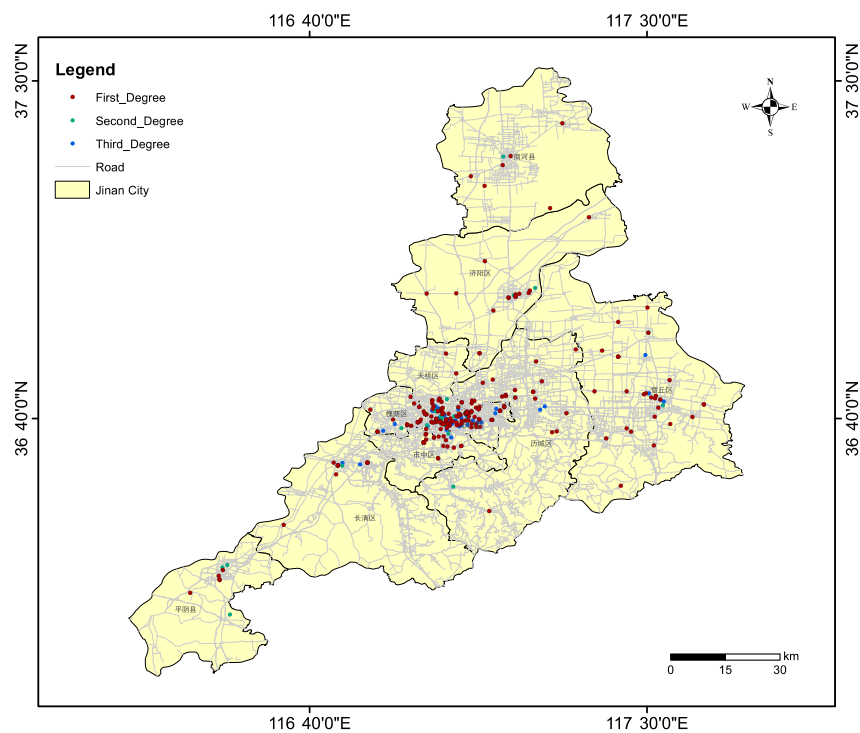 116 40'0"E
117 30'0"E
37 30'0"N
37 30'0"N
Legend
First_Degree
Second_Degree
Third_Degree
Road
Jinan City
N
W
E
S
商河县
济阳区
天桥区
章丘区
槐荫区
历城区
市中区
长清区
平阴县
36 40'0"N
36 40'0"N
km
0
15
30
116 40'0"E
117 30'0"E